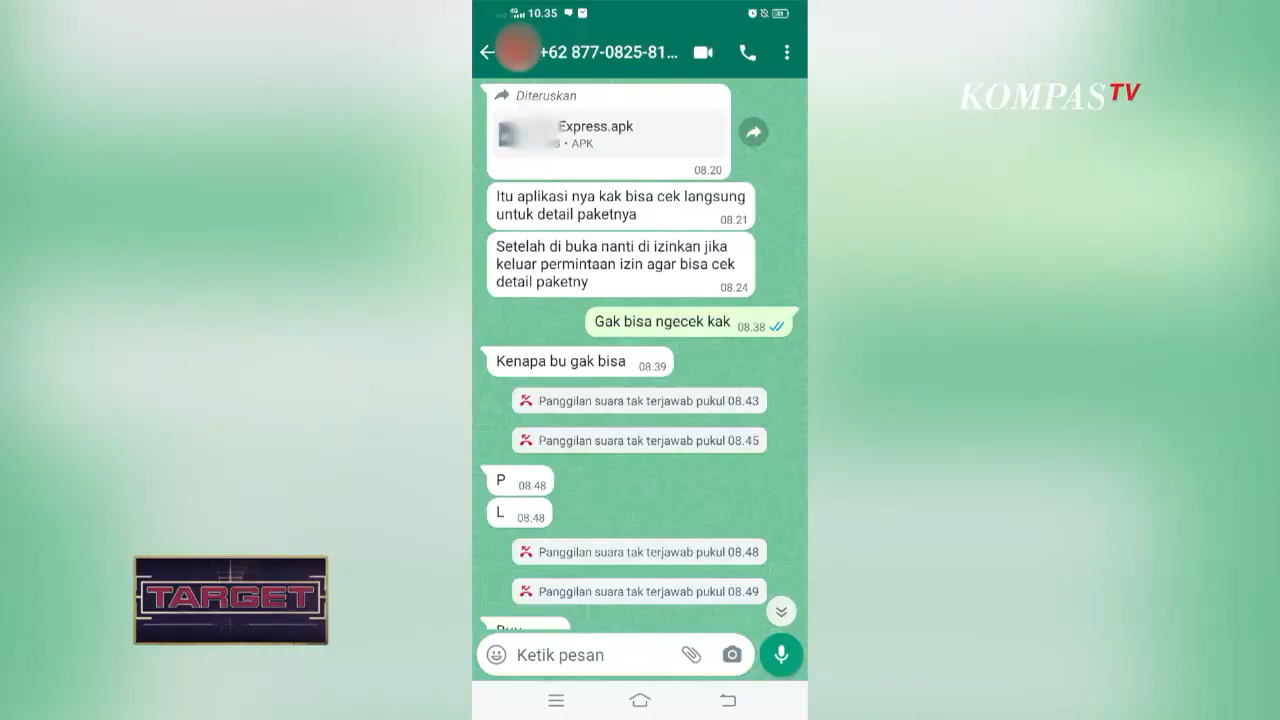 4G 10.35
+62 877-0825-81...
KOMPASTV
Diteruskan
Express.apk
• APK
08.20
Itu aplikasi nya kak bisa cek langsung
untuk detail paketnya
08.21
Setelah di buka nanti di izinkan jika
keluar permintaan izin agar bisa cek
detail paketny
08.24
Gak bisa ngecek kak 08.38
Kenapa bu gak bisa 08.39
Panggilan suara tak terjawab pukul 08.43
Panggilan suara tak terjawab pukul 08.45
P 08.48
L 08.48
Panggilan suara tak terjawab pukul 08.48
Panggilan suara tak terjawab pukul 08.49
TARGET
Ketik pesan